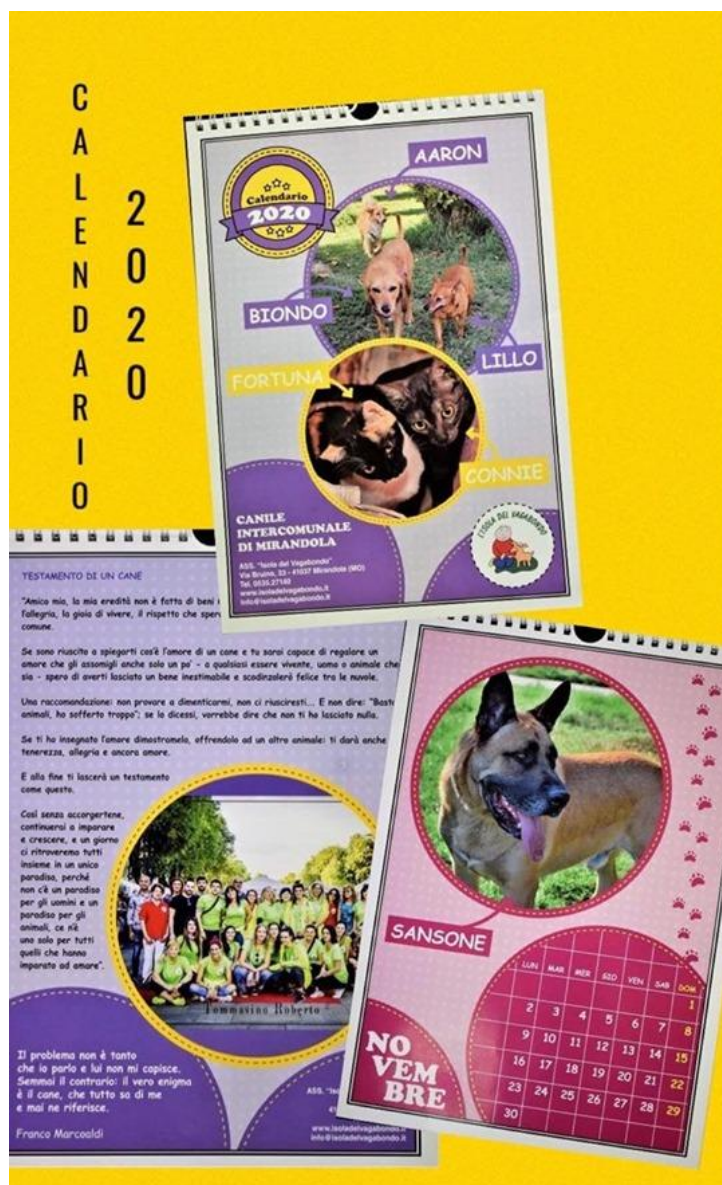 CALENDARIO
2020
Calendario
2020
AARON
BIONDO
LILLO
FORTUNA
CONNIE
CANILE
INTERCOMUNALE
DI MIRANDOLA
ASS. "Isola del Vagabondo"
Via Bruino, 33 - 41037 Mirandola (MO)
Tel. 0535.27140
www.isoladelvagabondo.it
info@isoladelvagabondo.it
L'ISOLA DEL VAGABONDO
TESTAMENTO DI UN CANE
"Amico mio, la mia eredità non è fatta di beni
l'allegria, la gioia di vivere, il rispetto che
comune.
Se sono riuscito a spiegarti cos'è l'amore di un cane e tu sarai capace di regalare un
amore che gli assomigli anche solo un po' - a qualsiasi essere vivente, uomo o animale che
sia - spero di averti lasciato un bene inestimabile e scodinzolerò felice tra le nuvole.
Una raccomandazione: non provare a dimenticarmi, non ci riusciresti... E non dire: "Basta
animali, ho sofferto troppo"; se lo dicessi, vorrebbe dire che non ti ho lasciato nulla.
Se ti ho insegnato l'amore dimostramelo, offrendolo ad un altro animale: ti darà anche
tenerezza, allegria e ancora amore.
E alla fine ti lascerà un testamento
come questo.
Così senza accorgertene,
continuerai a imparare
e crescere, e un giorno
ci ritroveremo tutti
insieme in un unico
paradiso, perché
non c'è un paradiso
per gli uomini e un
paradiso per gli
animali, ce n'è
uno solo per tutti
quelli che hanno
imparato ad amare".
Tommasino Roberto
Il problema non è tanto
che io parlo e lui non mi capisce.
Semmai il contrario: il vero enigma
è il cane, che tutto sa di me
e mai ne riferisce.
Franco Marcoaldi
ASS.
www.isoladelvagabondo.it
info@isoladelvagabondo.it
SANSONE
NO
VEM
BRE
LUN MAR MER GIO VEN SAB DOM
1
2 3 4 5 6 7 8
9 10 11 12 13 14 15
16 17 18 19 20 21 22
23 24 25 26 27 28 29
30